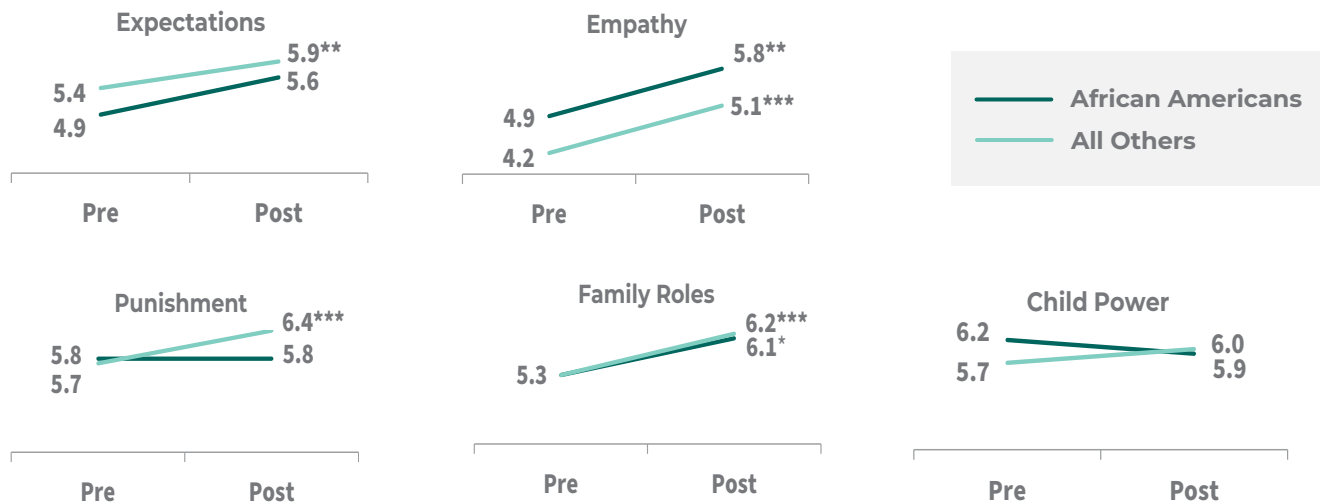 Expectations
5.4
4.9
5.9**
5.6
Pre
Post
Empathy
4.9
4.2
5.8**
5.1***
Pre
Post
African Americans
All Others
Punishment
5.8
5.7
6.4***
5.8
Pre
Post
Family Roles
5.3
6.2***
6.1*
Pre
Post
Child Power
6.2
5.7
6.0
5.9
Pre
Post